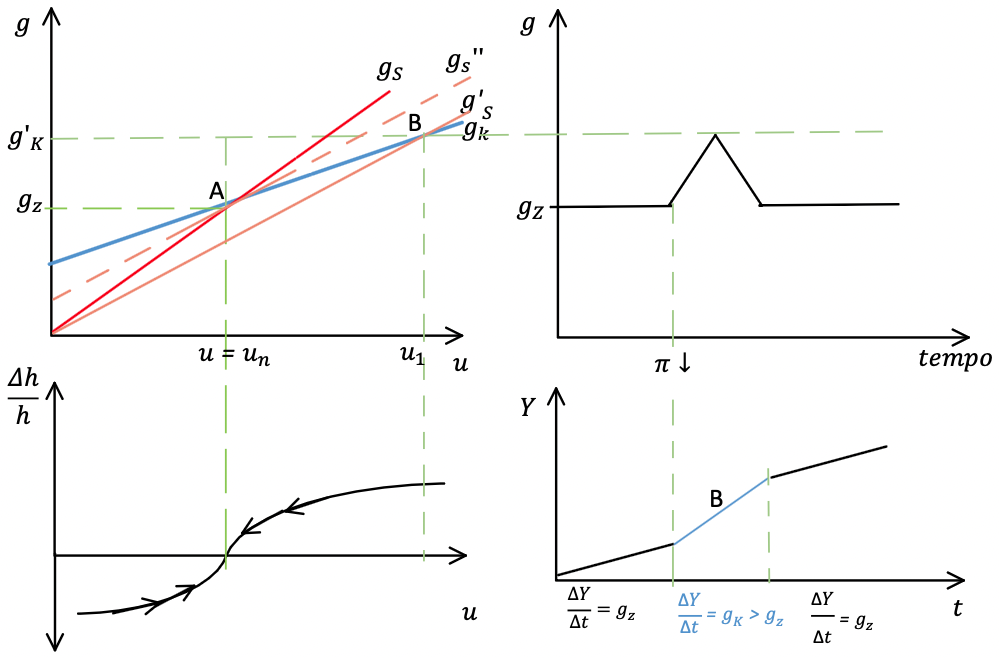 g
g_S
g_s''
g'_S
g_k
g'_K
B
A
g_z
u = u_n
u_1
u
g
g_Z
π ↓
tempo
Δh
h
u
Y
B
t
ΔY
Δt = g_z
ΔY
Δt = g_K > g_z
ΔY
Δt = g_z